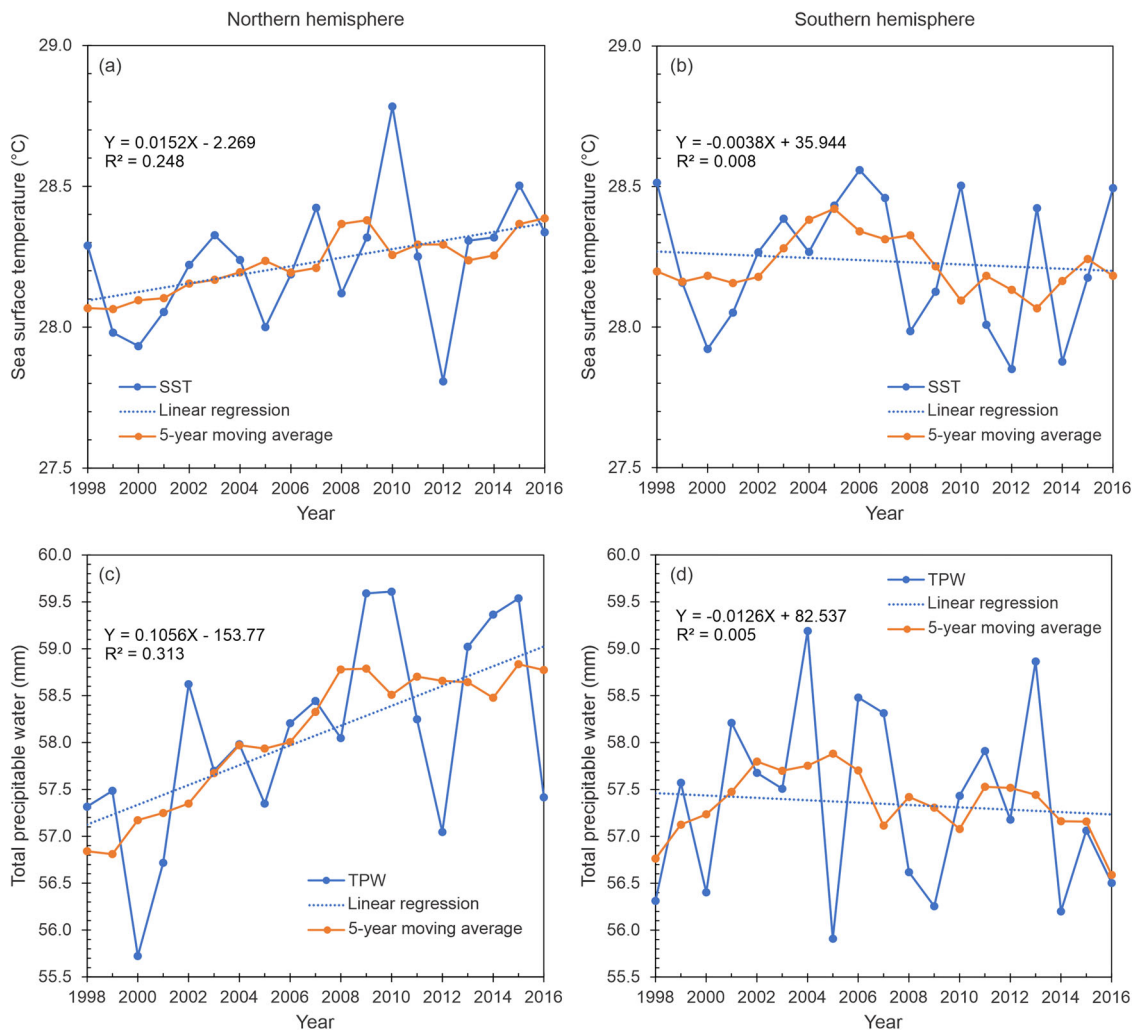 Northern hemisphere
Southern hemisphere
(a)
29.0
28.5
28.0
27.5
Sea surface temperature (°C)
Y = 0.0152X - 2.269
R² = 0.248
SST
Linear regression
5-year moving average
1998 2000 2002 2004 2006 2008 2010 2012 2014 2016
Year
(b)
29.0
28.5
28.0
27.5
Sea surface temperature (°C)
Y = -0.0038X + 35.944
R² = 0.008
SST
Linear regression
5-year moving average
1998 2000 2002 2004 2006 2008 2010 2012 2014 2016
Year
(c)
60.0
59.5
59.0
58.5
58.0
57.5
57.0
56.5
56.0
55.5
Total precipitable water (mm)
Y = 0.1056X - 153.77
R² = 0.313
TPW
Linear regression
5-year moving average
1998 2000 2002 2004 2006 2008 2010 2012 2014 2016
Year
(d)
60.0
59.5
59.0
58.5
58.0
57.5
57.0
56.5
56.0
55.5
Total precipitable water (mm)
TPW
Linear regression
5-year moving average
Y = -0.0126X + 82.537
R² = 0.005
1998 2000 2002 2004 2006 2008 2010 2012 2014 2016
Year